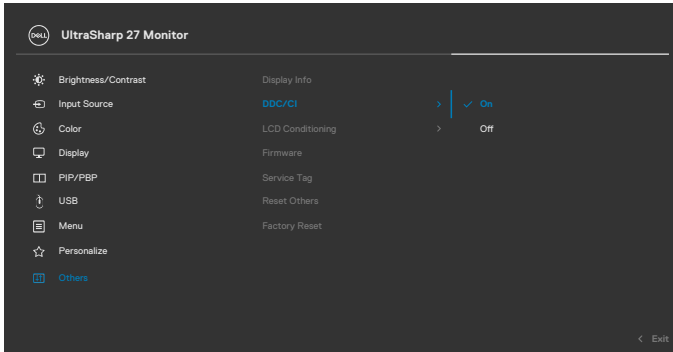 DELL UltraSharp 27 Monitor
Brightness/Contrast Display Info
Input Source DDC/CI > ✓ On
Color LCD Conditioning > Off
Display Firmware
PIP/PBP Service Tag
USB Reset Others
Menu Factory Reset
Personalize
Others
< Exit